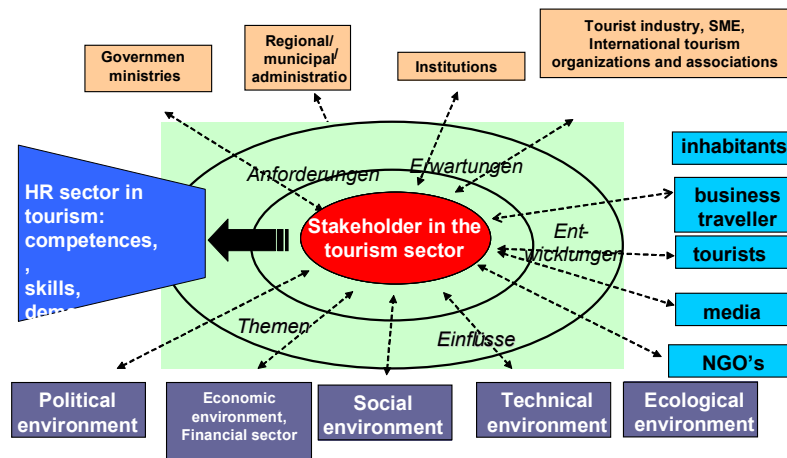 Governmen
ministries
Regional/
municipal/
administratio
Institutions
Tourist industry, SME,
International tourism
organizations and associations
inhabitants
business
traveller
tourists
media
NGO's
Anforderungen
Erwartungen
Ent-
wicklungen
Themen
Einflüsse
Stakeholder in the
tourism sector
HR sector in
tourism:
competences,
,
skills,
Political
environment
Economic
environment,
Financial sector
Social
environment
Technical
environment
Ecological
environment